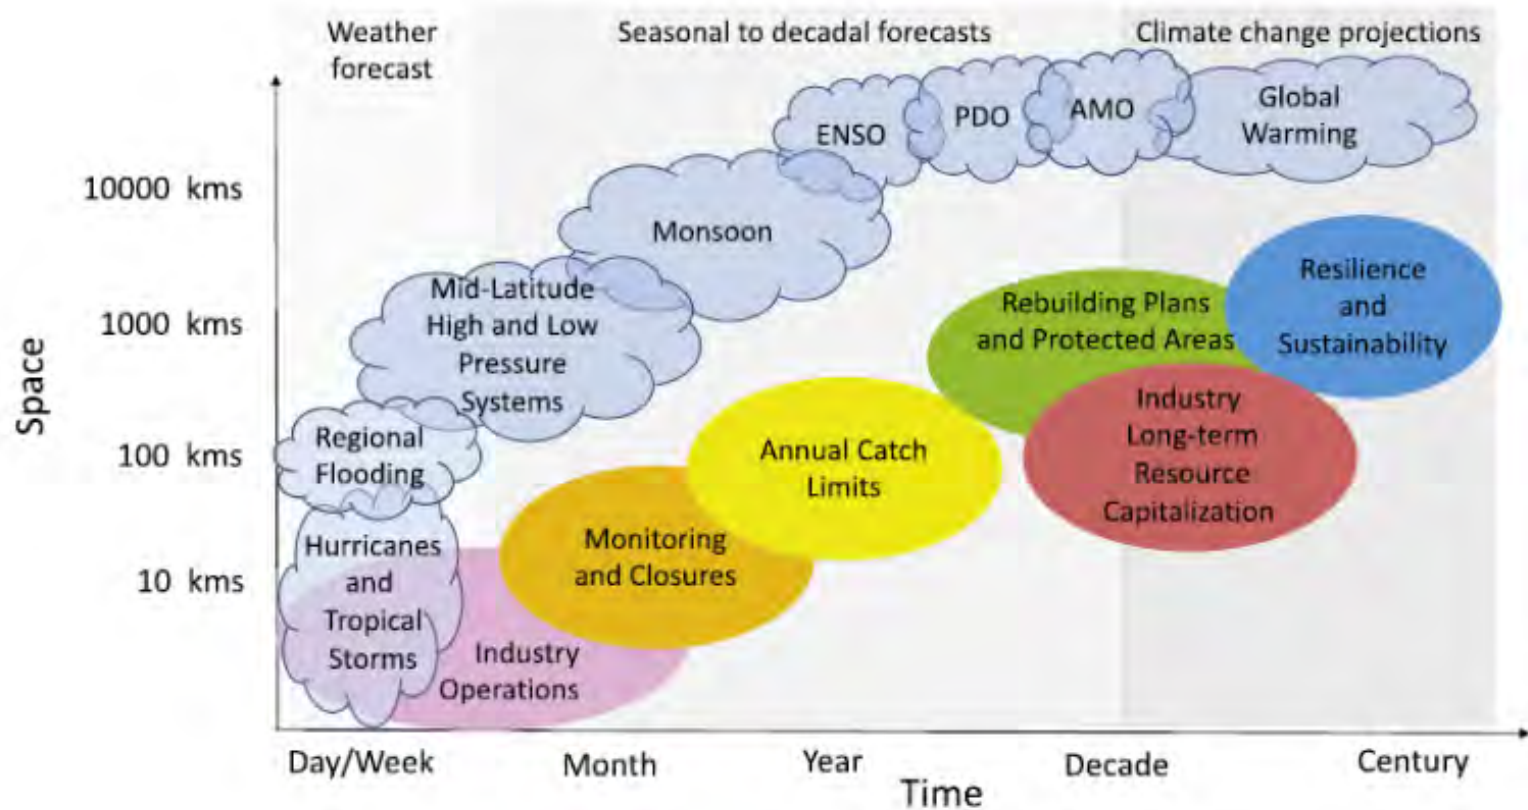 Weather
forecast
Seasonal to decadal forecasts
Climate change projections
ENSO
PDO
AMO
Global
Warming
10000 kms
Monsoon
Mid-Latitude
High and Low
Pressure
Systems
1000 kms
Rebuilding Plans
and Protected Areas
Resilience
and
Sustainability
Space
Regional
Flooding
100 kms
Annual Catch
Limits
Industry
Long-term
Resource
Capitalization
Hurricanes
and
Tropical
Storms
10 kms
Monitoring
and Closures
Industry
Operations
Day/Week
Month
Year
Decade
Century
Time